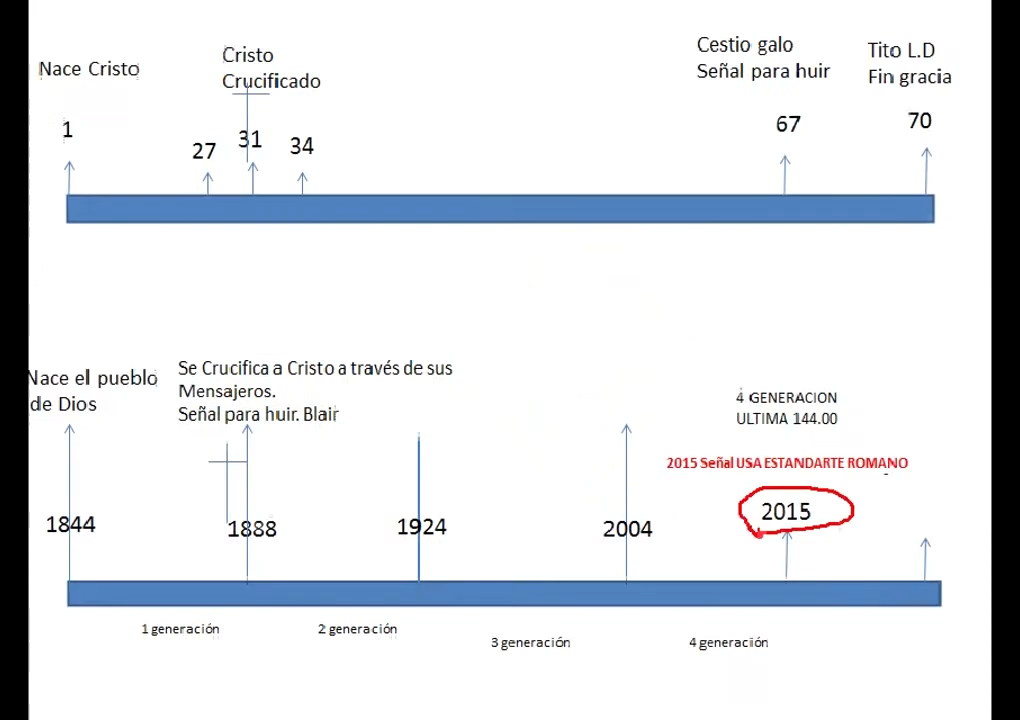 Nace Cristo
Cristo
Crucificado
Cestio galo
Señal para huir
Tito L.D
Fin gracia
1
27
31
34
67
70
Nace el pueblo
de Dios
Se Crucifica a Cristo a través de sus
Mensajeros.
Señal para huir. Blair
4 GENERACION
ULTIMA 144.00
2015 Señal USA ESTANDARTE ROMANO
1844
1888
1924
2004
2015
1 generación
2 generación
3 generación
4 generación